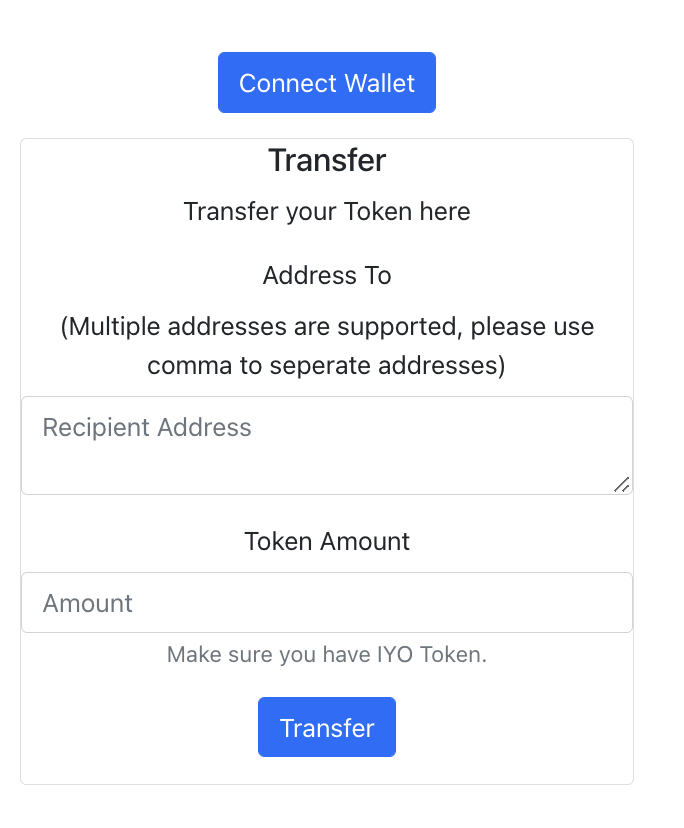 Connect Wallet
Transfer
Transfer your Token here
Address To
(Multiple addresses are supported, please use
comma to seperate addresses)
Recipient Address
Token Amount
Amount
Make sure you have IYO Token.
Transfer